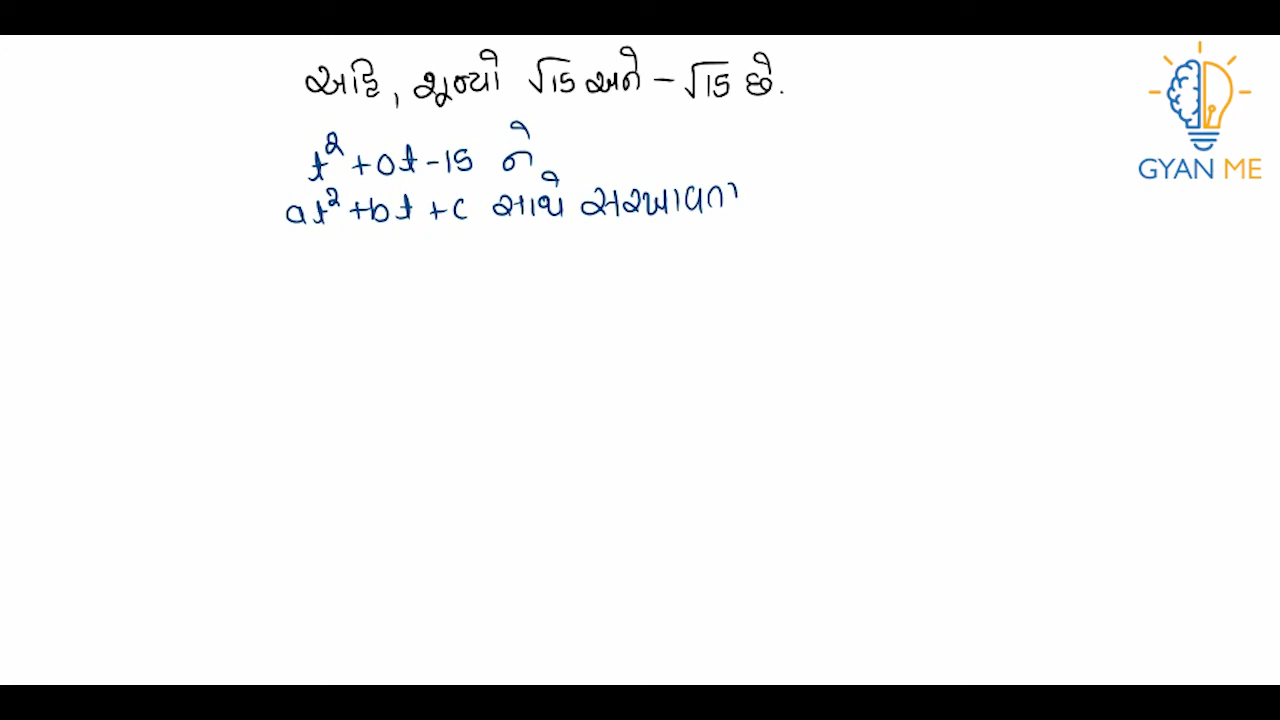 અહિં, શૂન્યો √15 અને - √15 છે.
t² + 0t - 15 ને
at² + bt + c સાથે સરખાવતાં
GYAN ME